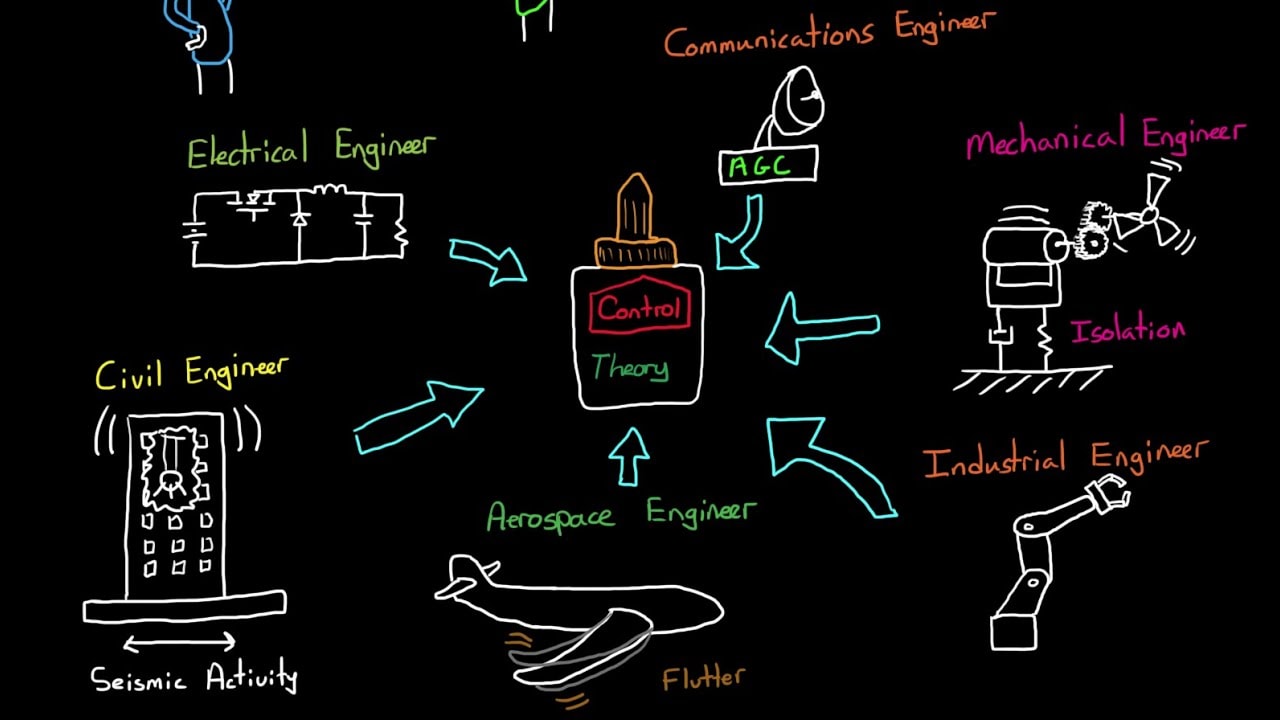 Communications Engineer
AGC
Electrical Engineer
Mechanical Engineer
Isolation
Control
Theory
Civil Engineer
Seismic Activity
Aerospace Engineer
Flutter
Industrial Engineer